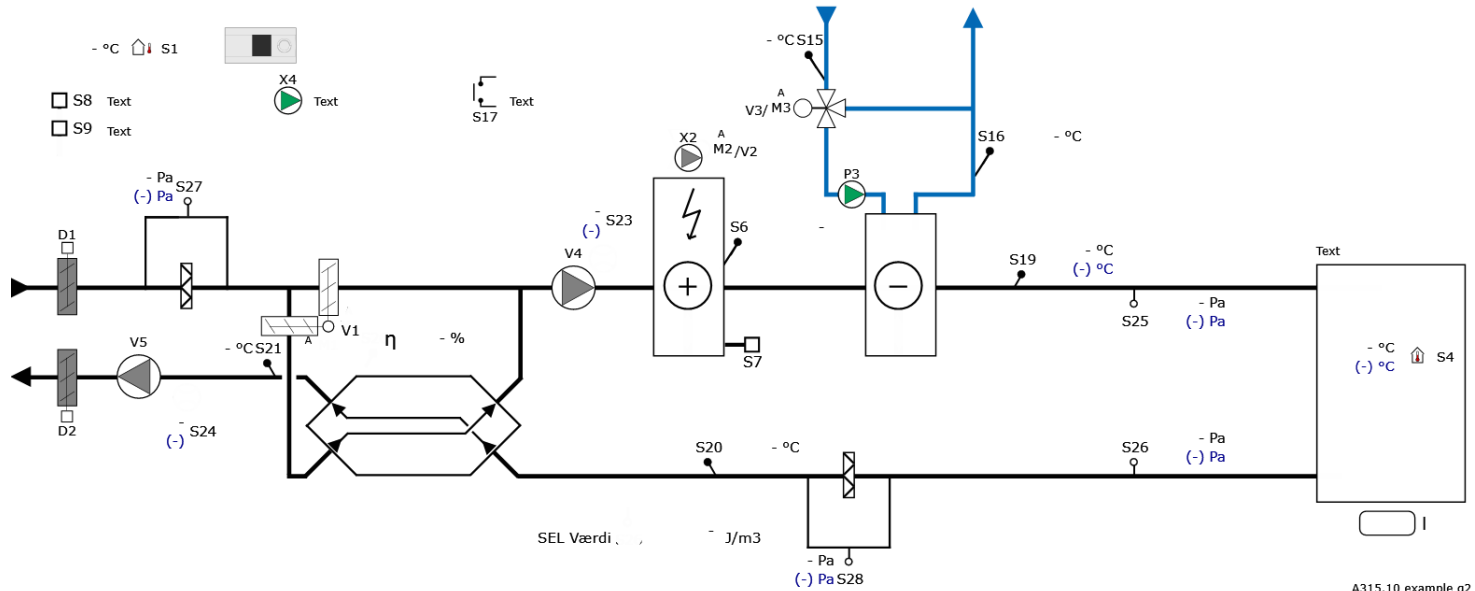 - °C S1
X4
Text
S8 Text
S9 Text
S17
Text
- °C S15
A
V3/ M3
S16 - °C
P3
X2
A
M2/V2
- Pa
(-) Pa
S27
D1
-
(-)
S23
V4
S6
-
S19
- °C
(-) °C
- Pa
(-) Pa
S25
Text
- °C
(-) °C
S4
A
V1
η - %
- °C S21
V5
D2
-
(-)
S24
S7
S20 - °C
S26
- Pa
(-) Pa
SEL Værdi - J/m3
- Pa
(-) Pa S28
I
A315.10 example g2